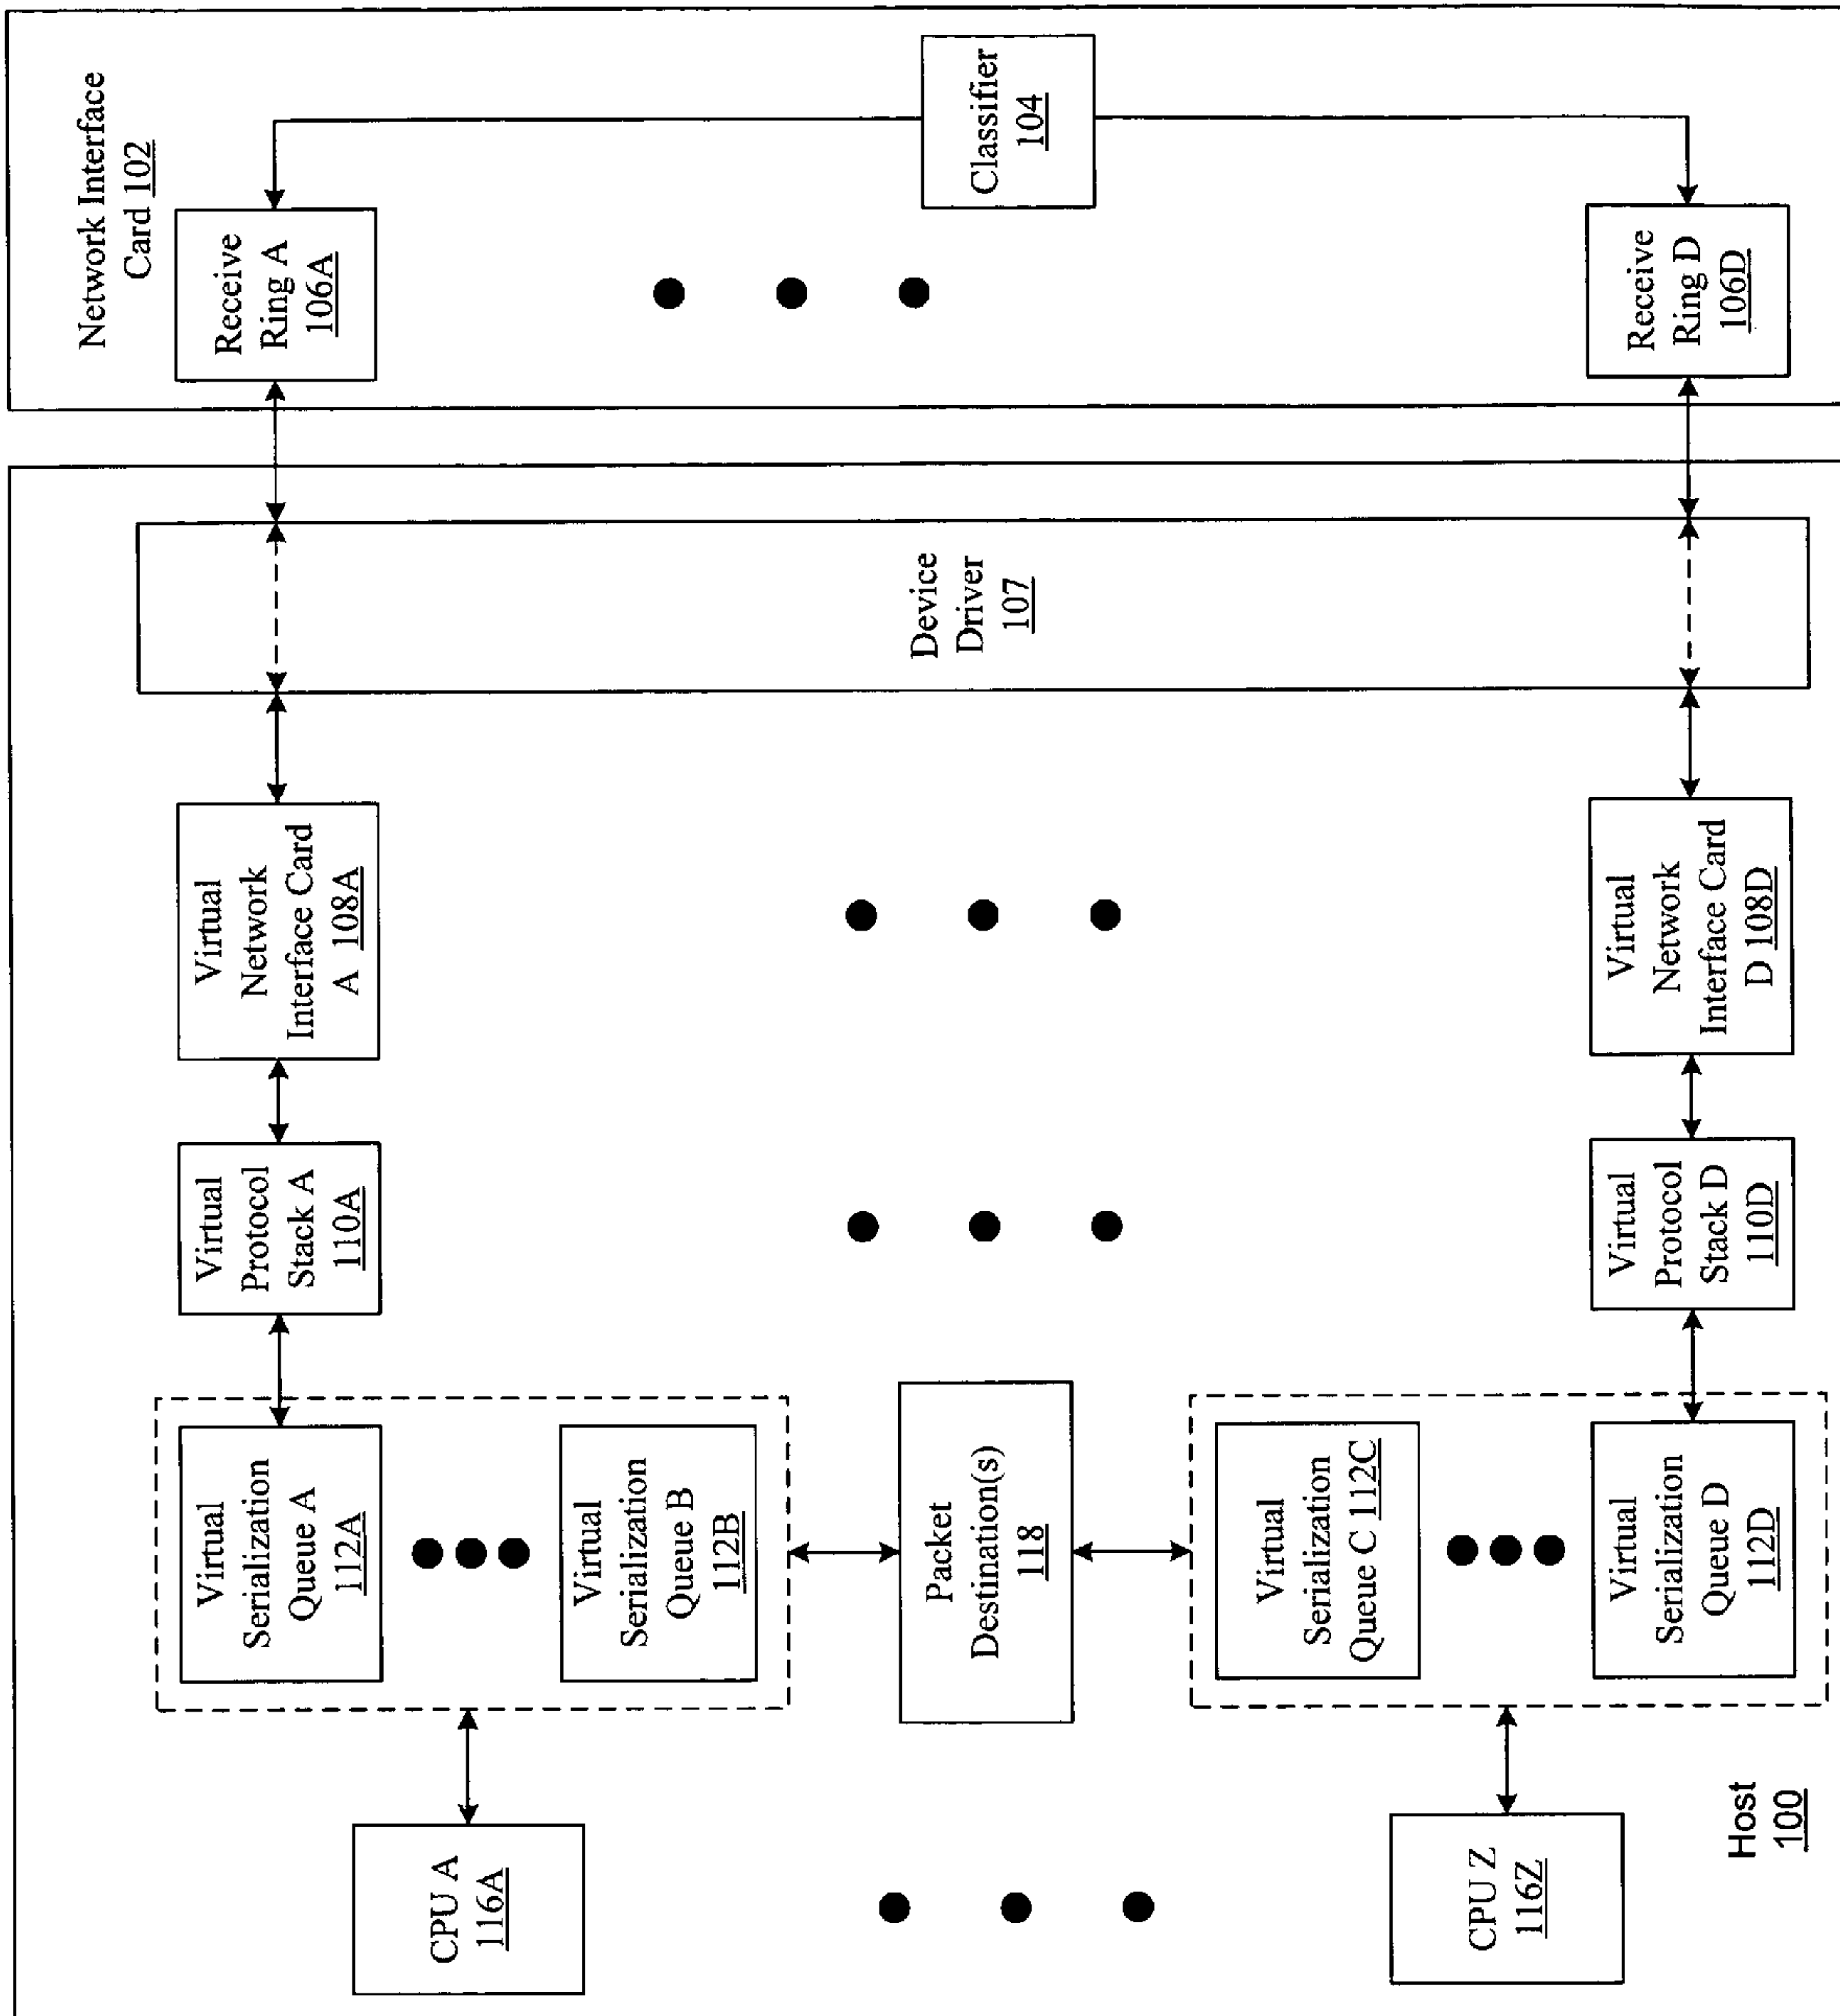 Host
100
CPU Z
116Z
CPU A
116A
Virtual
Serialization
Queue D
112D
Virtual
Serialization
Queue C 112C
Packet
Destination(s)
118
Virtual
Serialization
Queue B
112B
Virtual
Serialization
Queue A
112A
Virtual
Protocol
Stack D
110D
Virtual
Protocol
Stack A
110A
Virtual
Network
Interface Card
D 108D
Virtual
Network
Interface Card
A 108A
Device
Driver
107
Network Interface
Card 102
Receive
Ring D
106D
Receive
Ring A
106A
Classifier
104